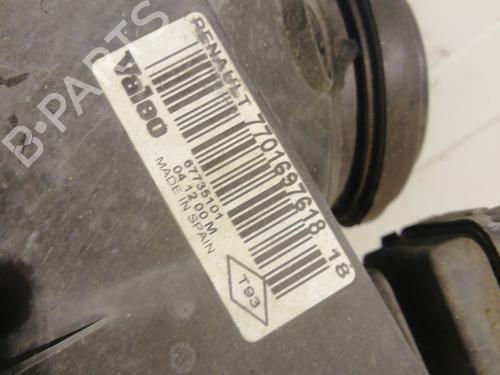 RENAULT 7701697618 18
Valeo
67735101
04 12 00 M
MADE IN SPAIN
T93
B-PARTS